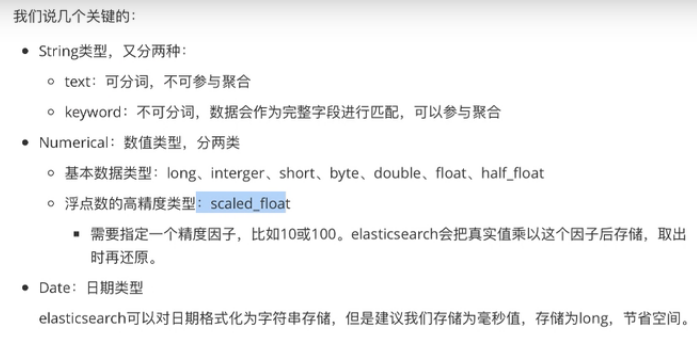 我们说几个关键的：
String类型，又分两种：
text：可分词，不可参与聚合
keyword：不可分词，数据会作为完整字段进行匹配，可以参与聚合
Numerical：数值类型，分两类
基本数据类型：long、interger、short、byte、double、float、half_float
浮点数的高精度类型：scaled_float
需要指定一个精度因子，比如10或100。elasticsearch会把真实值乘以这个因子后存储，取出
时再还原。
Date：日期类型
elasticsearch可以对日期格式化为字符串存储，但是建议我们存储为毫秒值，存储为long，节省空间。